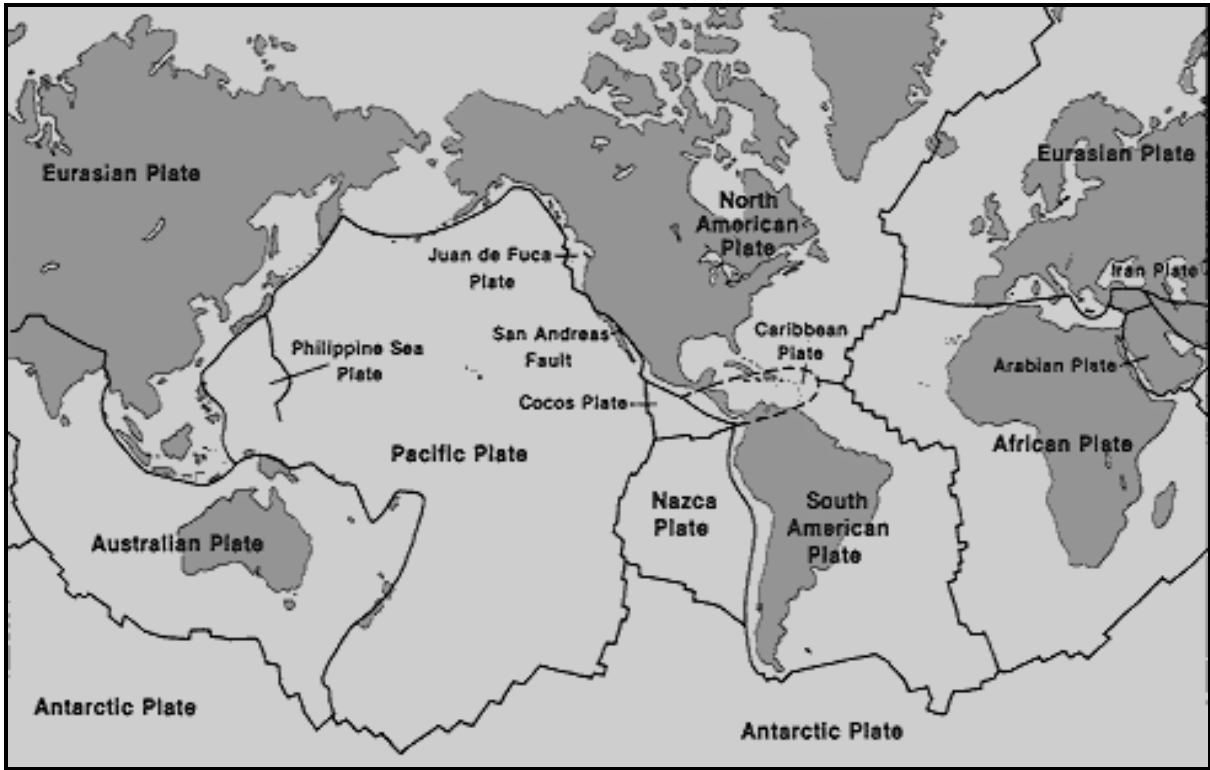 Eurasian Plate
Eurasian Plate
North
American
Plate
Juan de Fuca
Plate
Iran Plate
San Andreas
Fault
Caribbean
Plate
Philippine Sea
Plate
Arabian Plate
Cocos Plate
Pacific Plate
African Plate
Nazca
Plate
South
American
Plate
Australian Plate
Antarctic Plate
Antarctic Plate